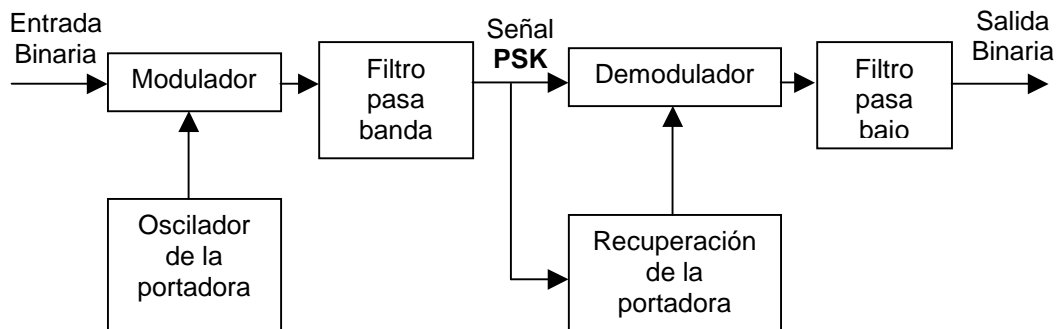 Entrada
Binaria
Modulador
Filtro
pasa
banda
Señal
PSK
Demodulador
Filtro
pasa
bajo
Salida
Binaria
Oscilador
de la
portadora
Recuperación
de la
portadora